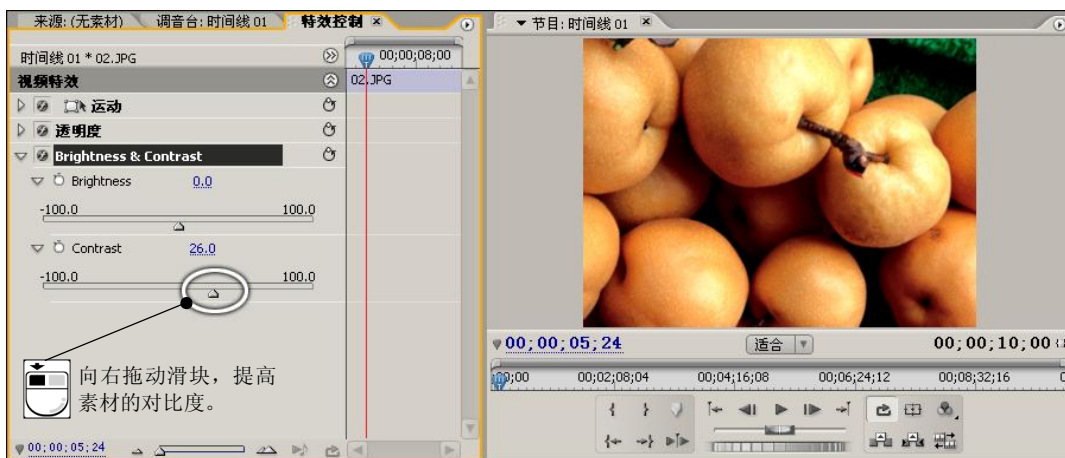 来源: (无素材)
调音台: 时间线 01
特效控制
时间线 01 * 02.JPG
00;00;08;00
视频特效
02.JPG
运动
透明度
Brightness & Contrast
Brightness
0.0
-100.0
100.0
Contrast
26.0
-100.0
100.0
向右拖动滑块，提高
素材的对比度。
00;00;05;24
节目: 时间线 01
00;00;05;24
适合
00;00;10;00
;00;00
00;02;08;04
00;04;16;08
00;06;24;12
00;08;32;16